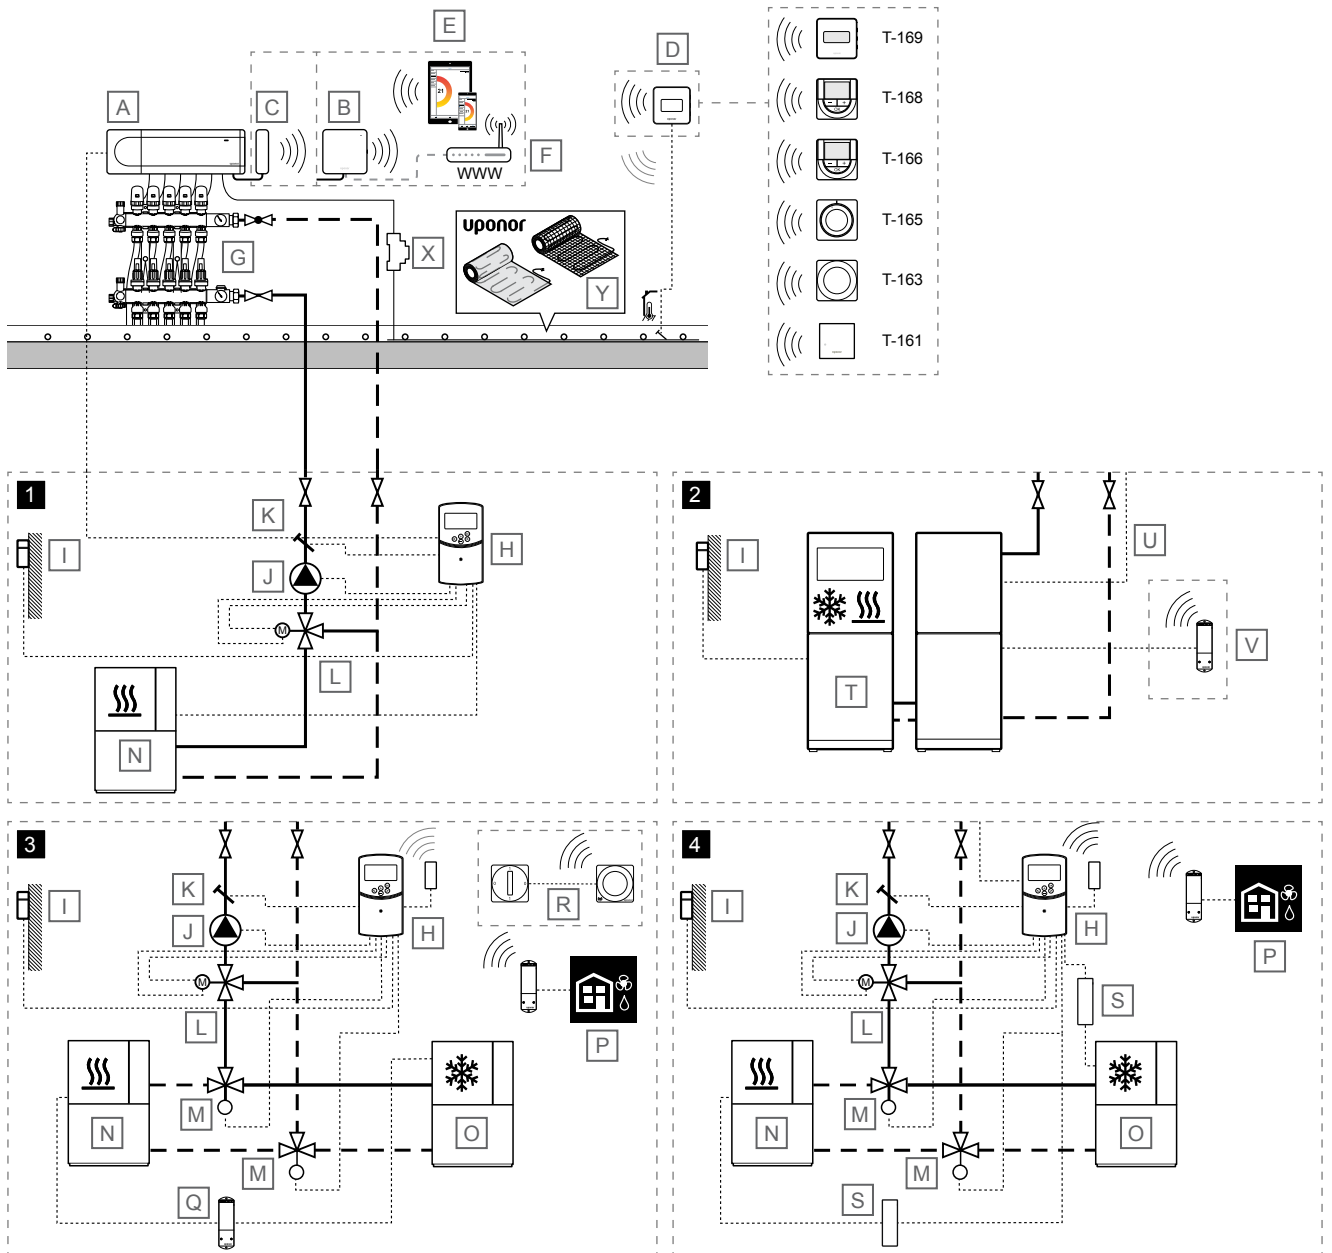 E
D
T-169
A
C
B
T-168
F
WWW
T-166
uponor
G
X
Y
T-165
T-163
T-161
1
K
H
I
J
M
L
N
2
I
U
V
T
3
K
I
J
H
R
M
L
P
N
M
O
M
Q
4
K
I
J
H
P
M
L
S
N
M
O
M
S